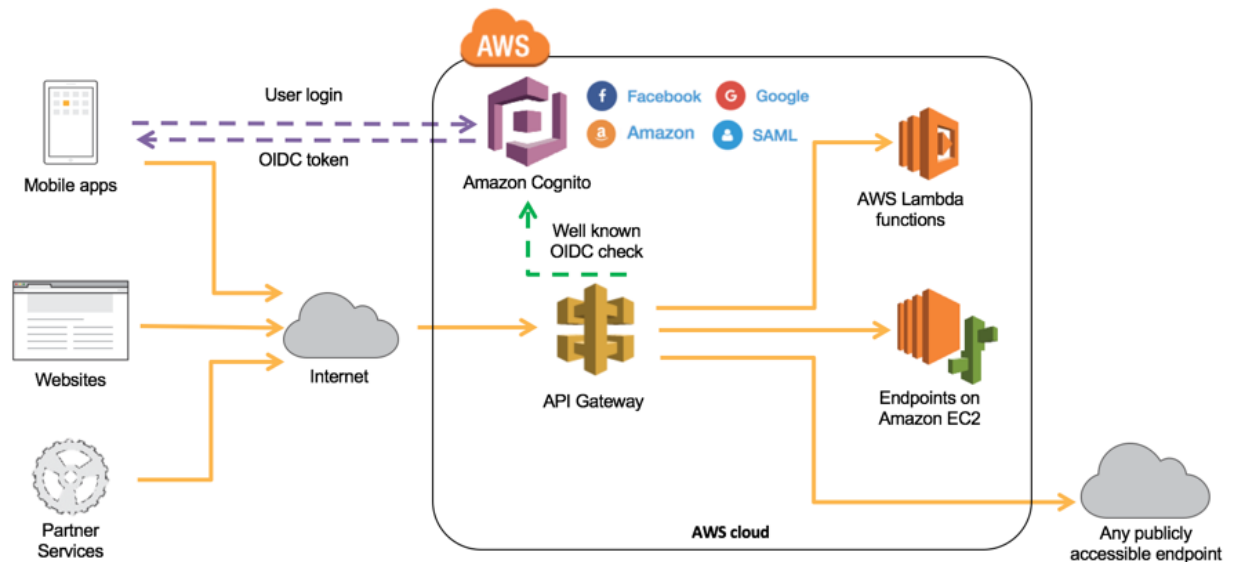 AWS
User login
OIDC token
Mobile apps
Facebook
Google
Amazon
SAML
Amazon Cognito
Well known
OIDC check
AWS Lambda
functions
Websites
Internet
API Gateway
Endpoints on
Amazon EC2
Partner
Services
AWS cloud
Any publicly
accessible endpoint